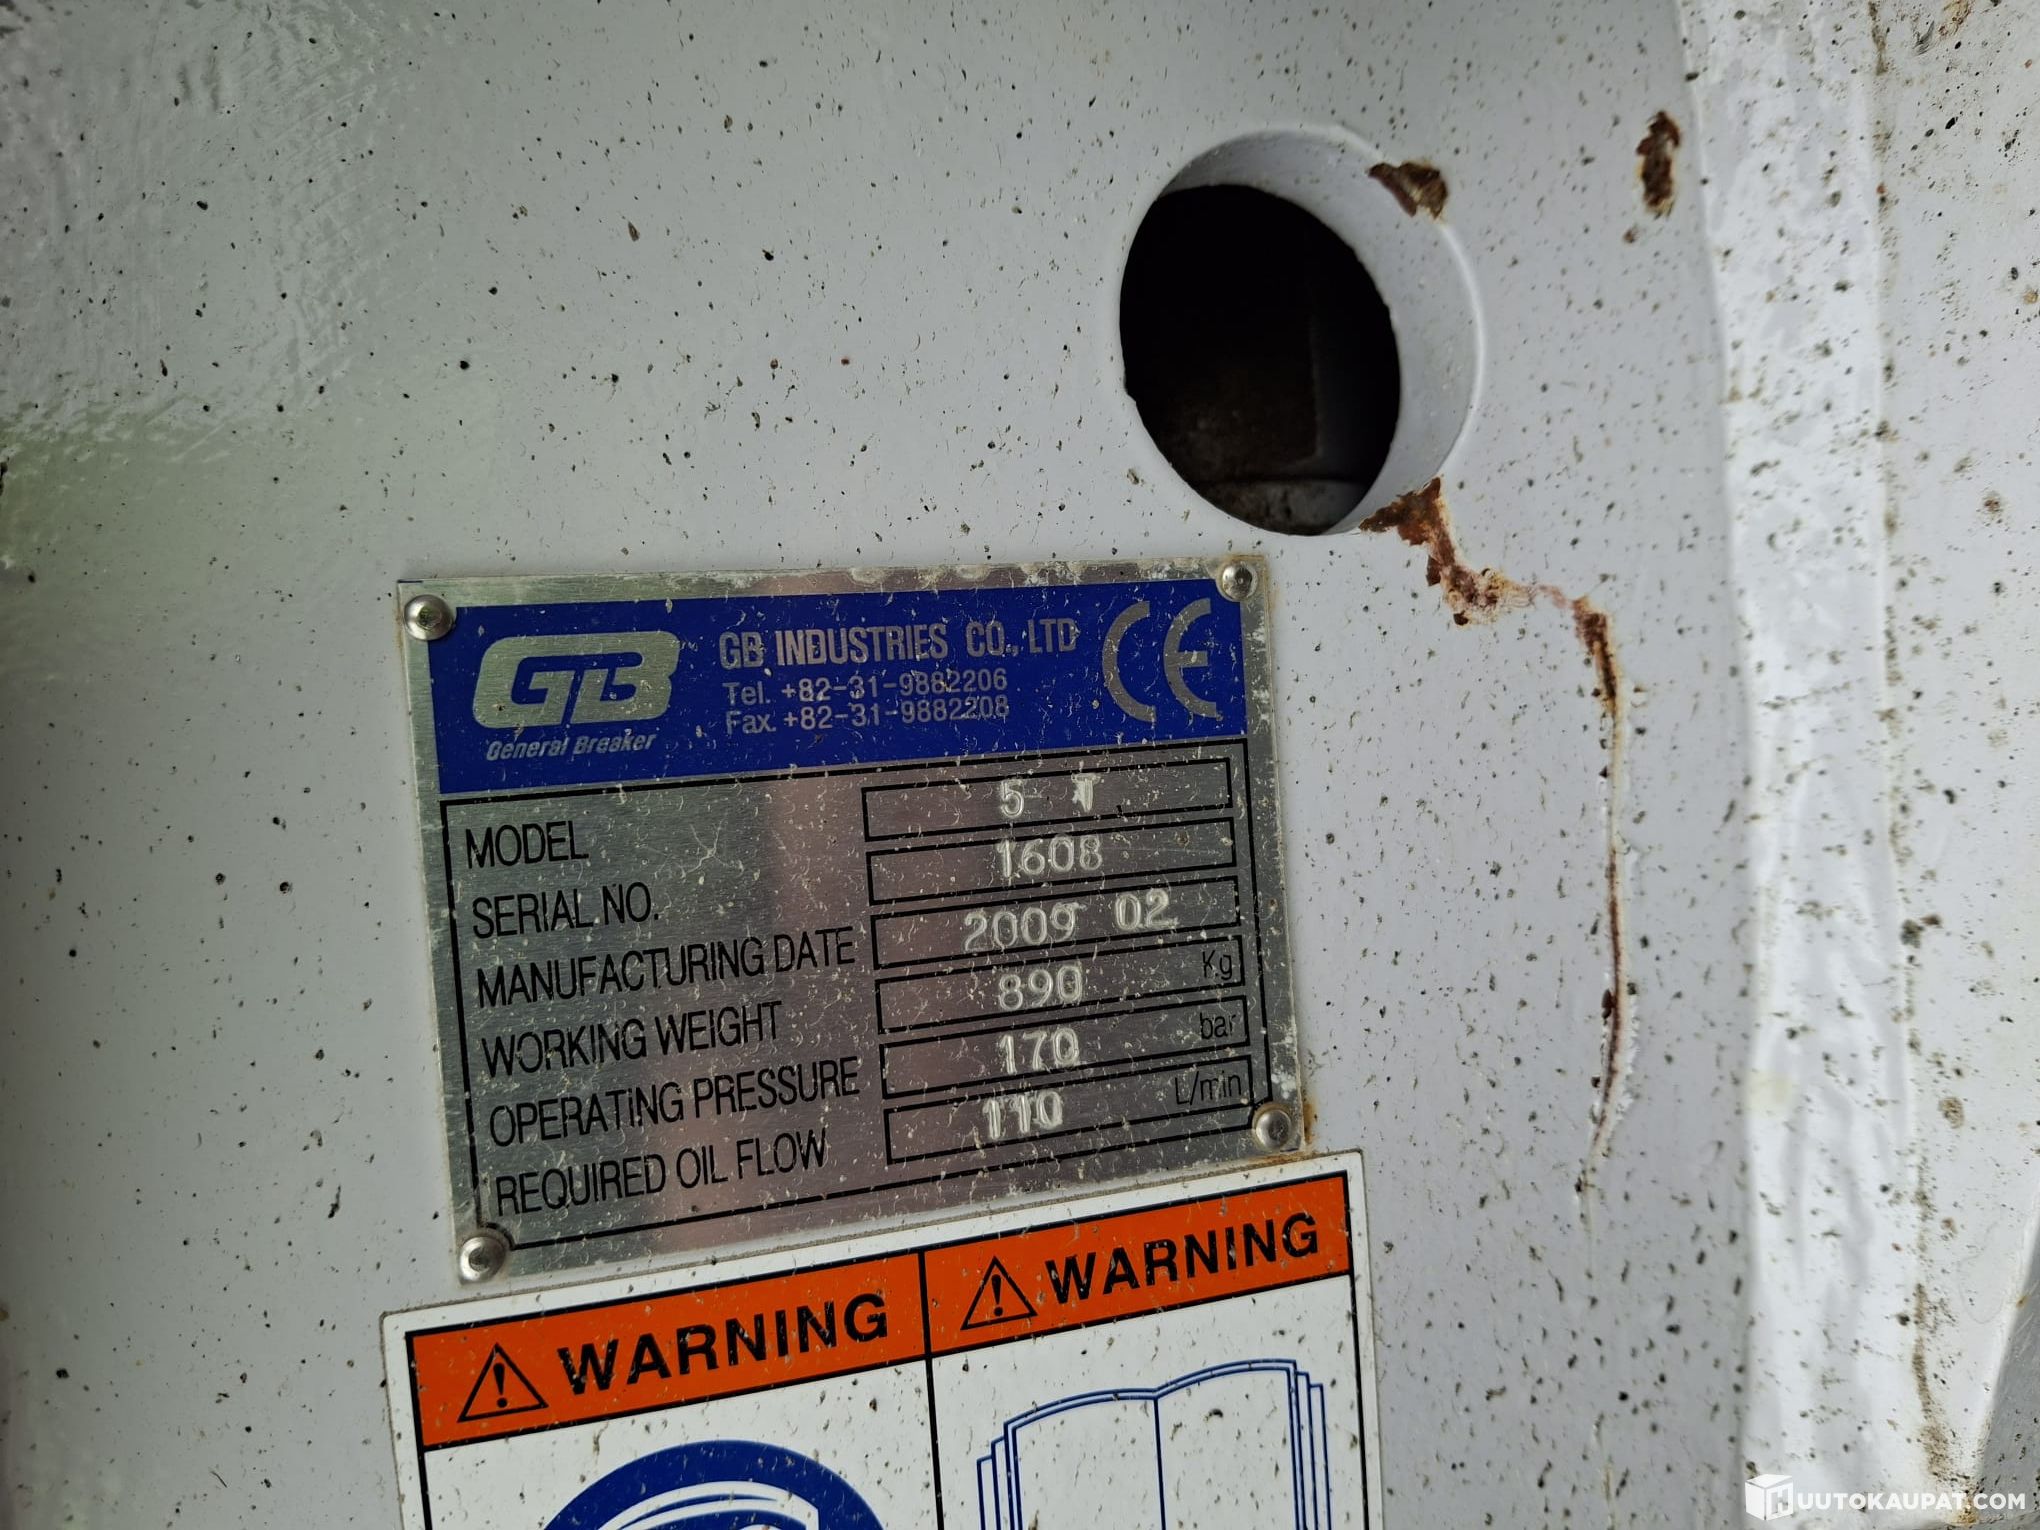 GB
General Breaker
GB INDUSTRIES CO., LTD
Tel. +82-31-9882206
Fax. +82-31-9882208
CE
MODEL 5 T
SERIAL NO. 1608
MANUFACTURING DATE 2009 02
WORKING WEIGHT 890 Kg
OPERATING PRESSURE 170 bar
REQUIRED OIL FLOW 110 L/min
WARNING
WARNING
HUUTOKAUPAT.COM